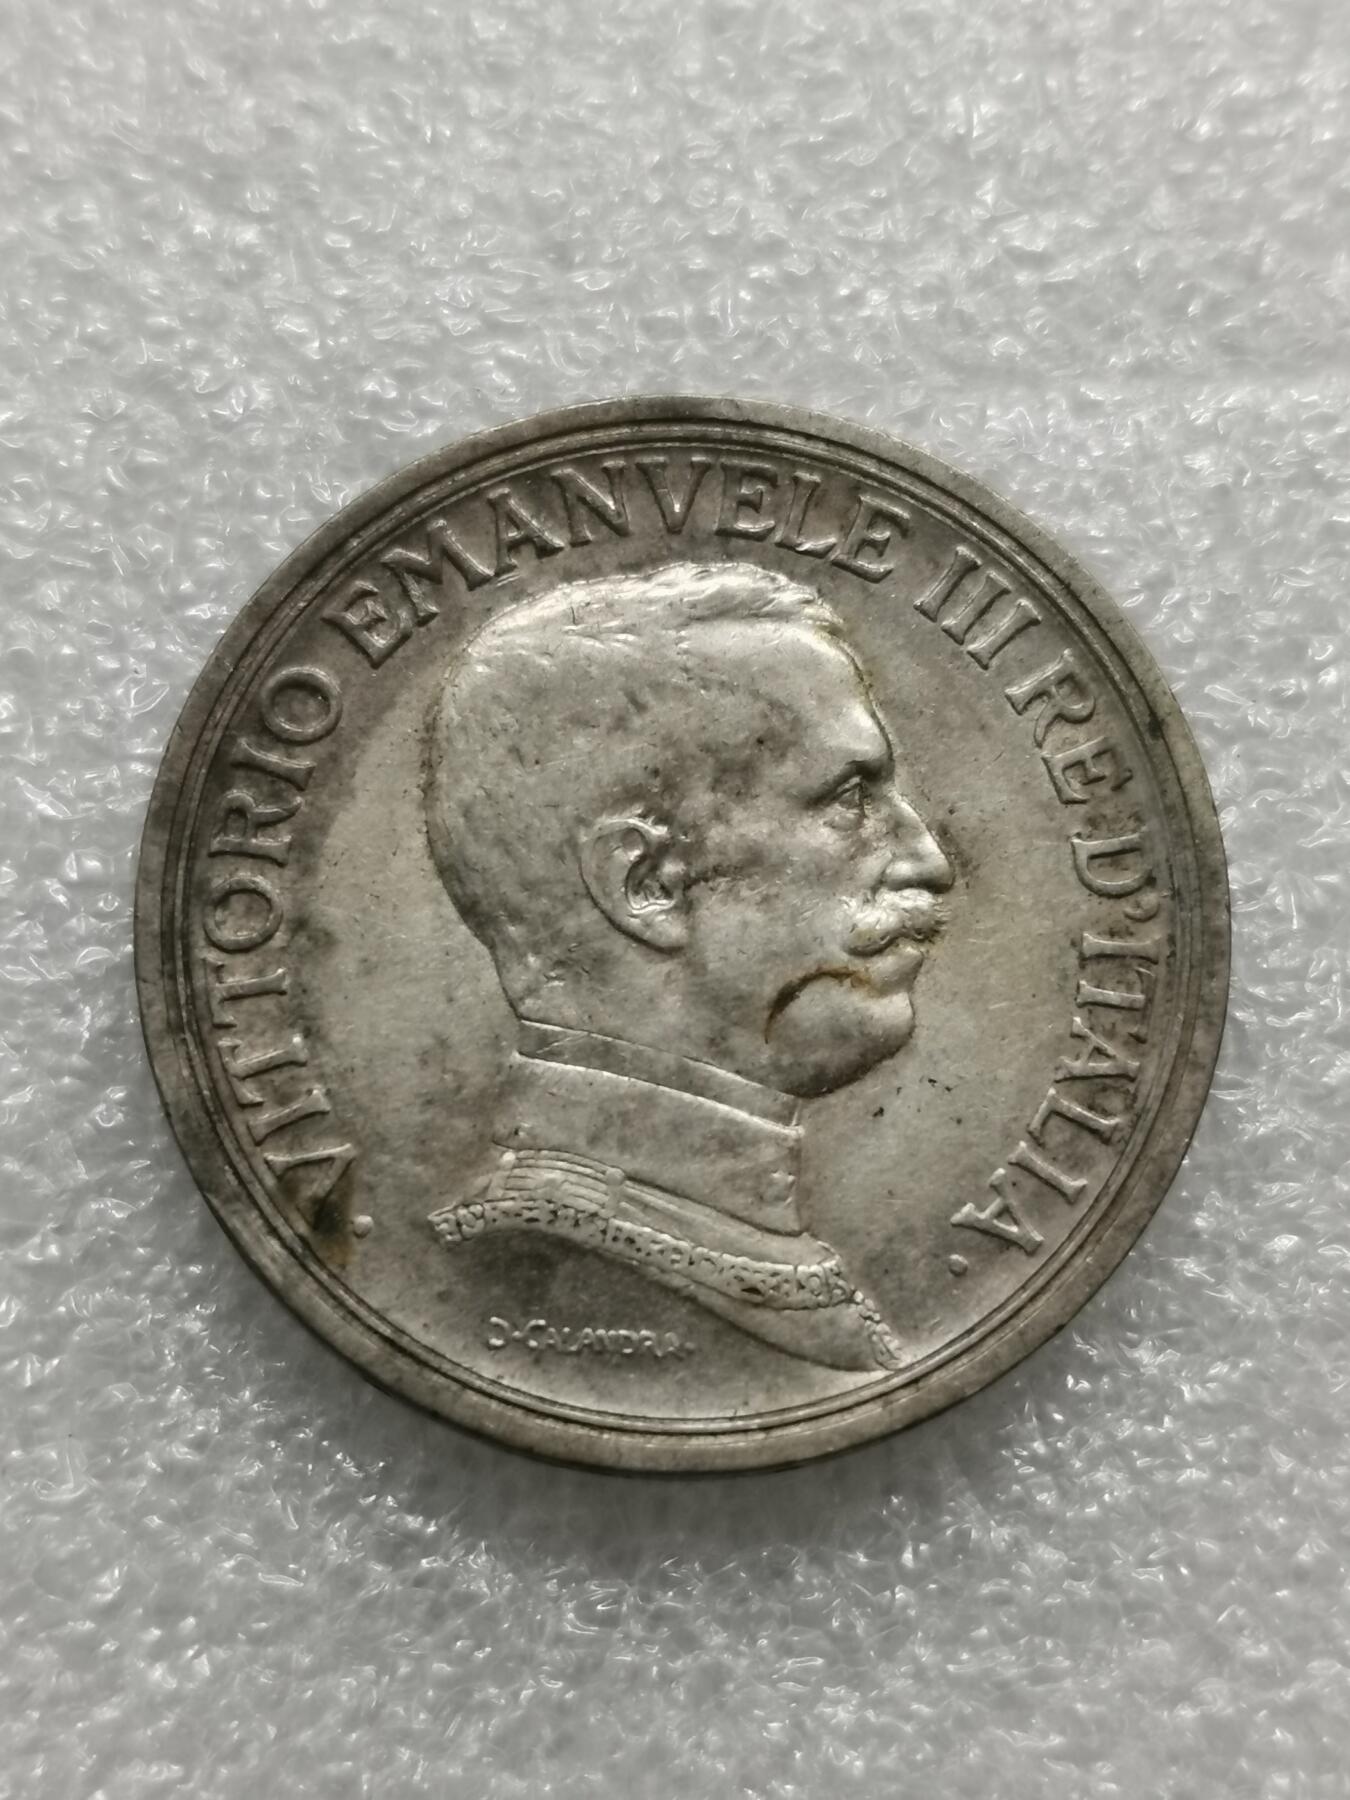 · VITTORIO EMANVELE III RE D'ITALIA ·
D·CALANDRA·